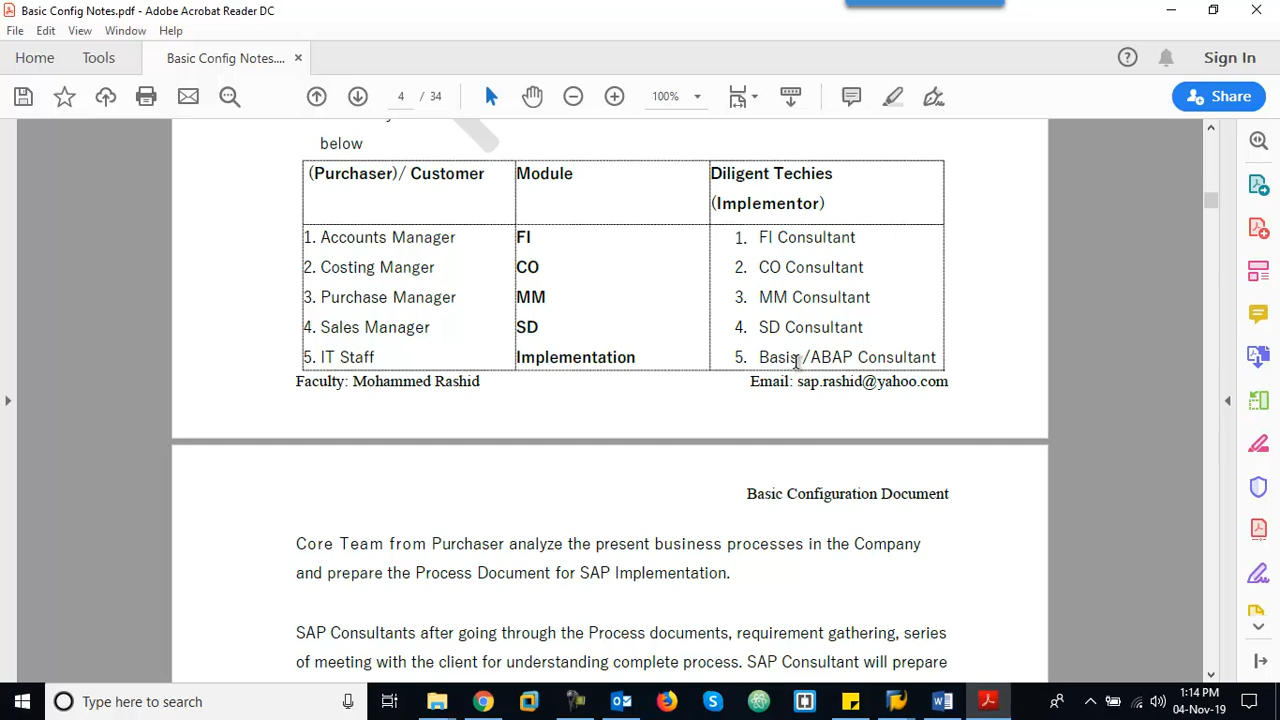 Basic Config Notes.pdf - Adobe Acrobat Reader DC
File Edit View Window Help
Home Tools Basic Config Notes.... × Sign In
4 / 34 100% Share
below
(Purchaser)/ Customer Module Diligent Techies
(Implementor)
1. Accounts Manager FI 1. FI Consultant
2. Costing Manger CO 2. CO Consultant
3. Purchase Manager MM 3. MM Consultant
4. Sales Manager SD 4. SD Consultant
5. IT Staff Implementation 5. Basis /ABAP Consultant
Faculty: Mohammed Rashid Email: sap.rashid@yahoo.com
Basic Configuration Document
Core Team from Purchaser analyze the present business processes in the Company
and prepare the Process Document for SAP Implementation.
SAP Consultants after going through the Process documents, requirement gathering, series
of meeting with the client for understanding complete process. SAP Consultant will prepare
Type here to search
1:14 PM
04-Nov-19